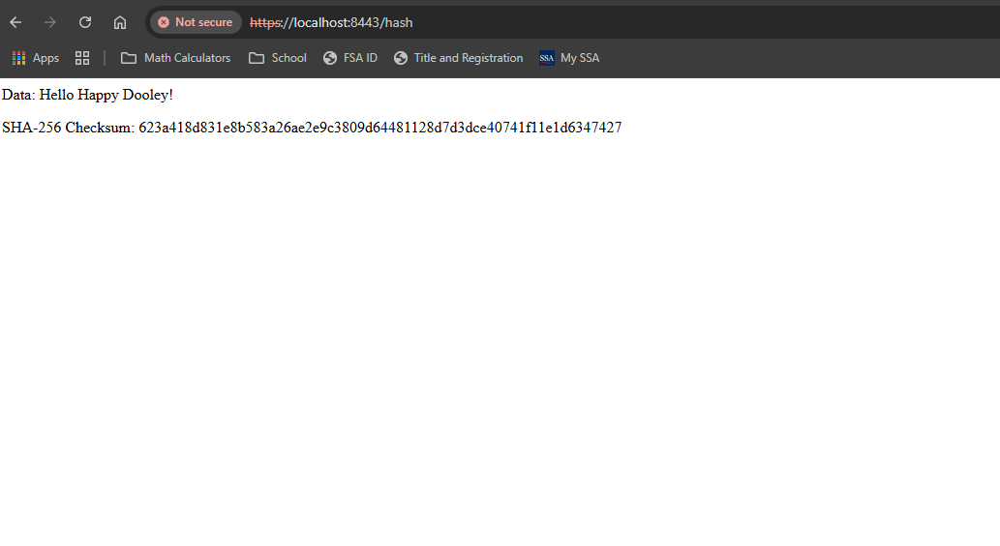 Not secure https://localhost:8443/hash
Apps Math Calculators School FSA ID Title and Registration SSA My SSA
Data: Hello Happy Dooley!
SHA-256 Checksum: 623a418d831e8b583a26ae2e9c3809d64481128d7d3dce40741f11e1d6347427